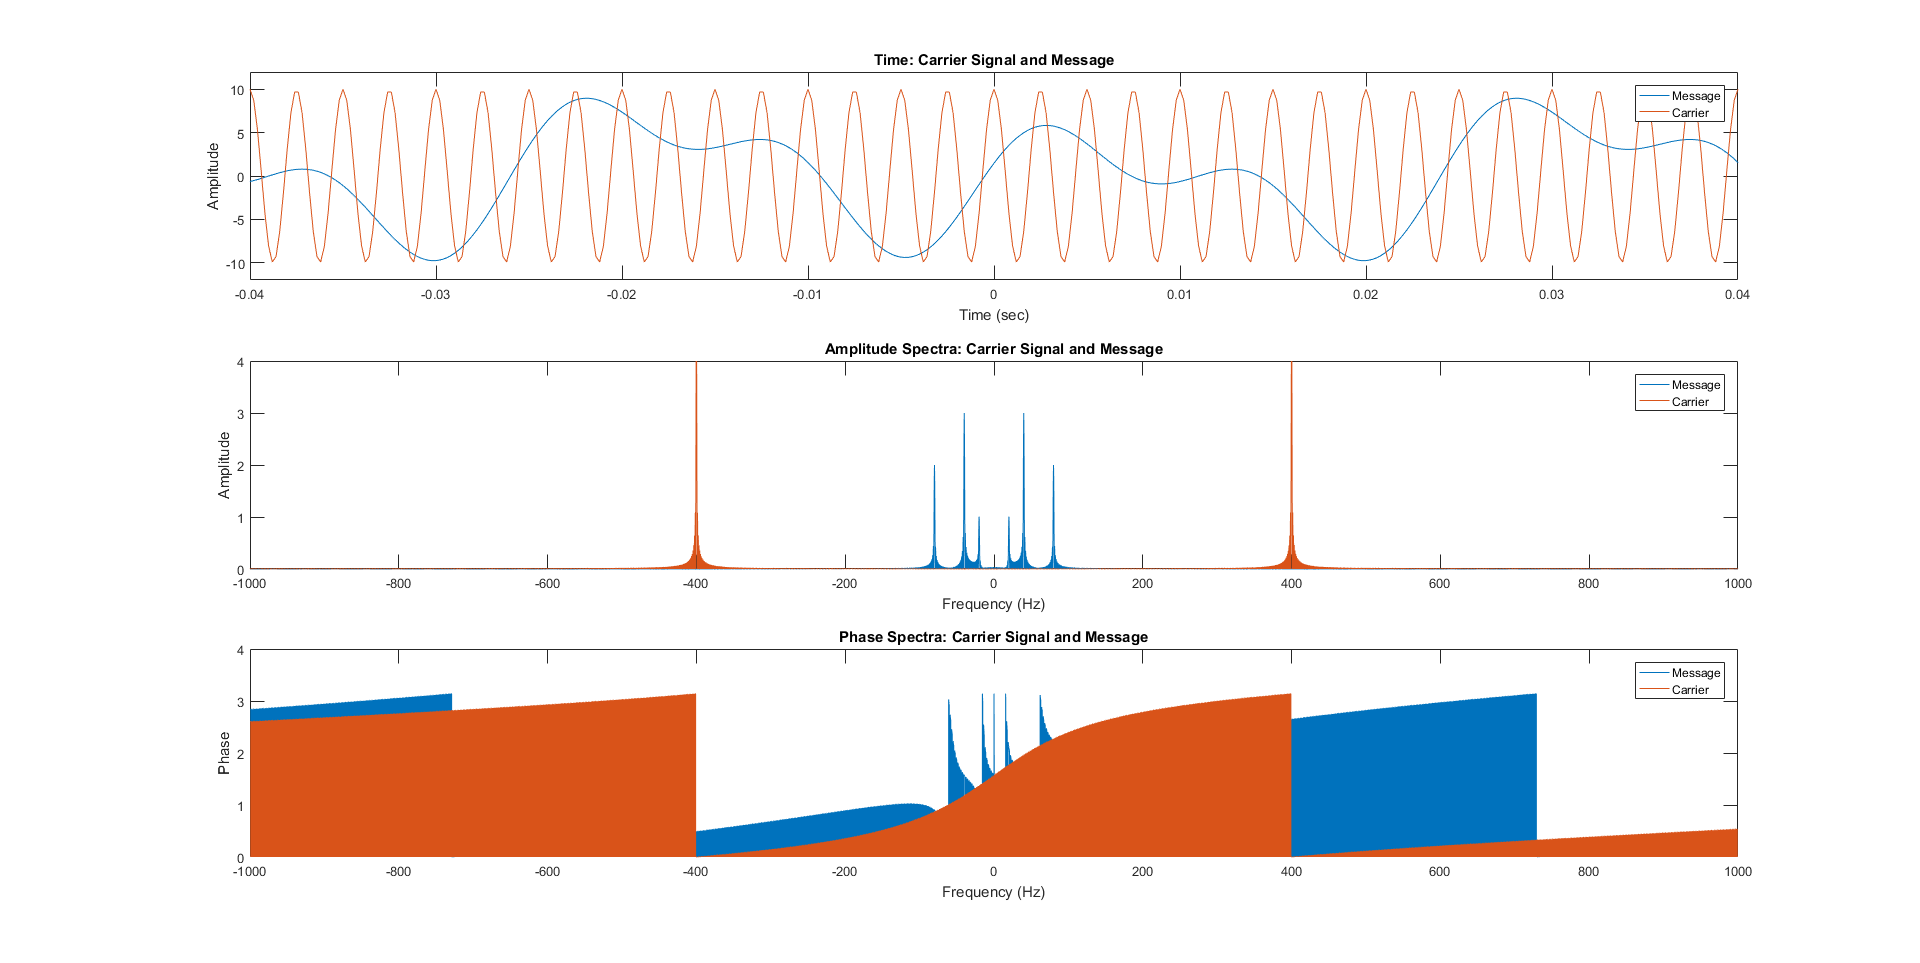 Time: Carrier Signal and Message
10
5
0
-5
-10
Amplitude
Message
Carrier
-0.04 -0.03 -0.02 -0.01 0 0.01 0.02 0.03 0.04
Time (sec)
Amplitude Spectra: Carrier Signal and Message
4
3
2
1
0
Amplitude
Message
Carrier
-1000 -800 -600 -400 -200 0 200 400 600 800 1000
Frequency (Hz)
Phase Spectra: Carrier Signal and Message
4
3
2
1
0
Phase
Message
Carrier
-1000 -800 -600 -400 -200 0 200 400 600 800 1000
Frequency (Hz)